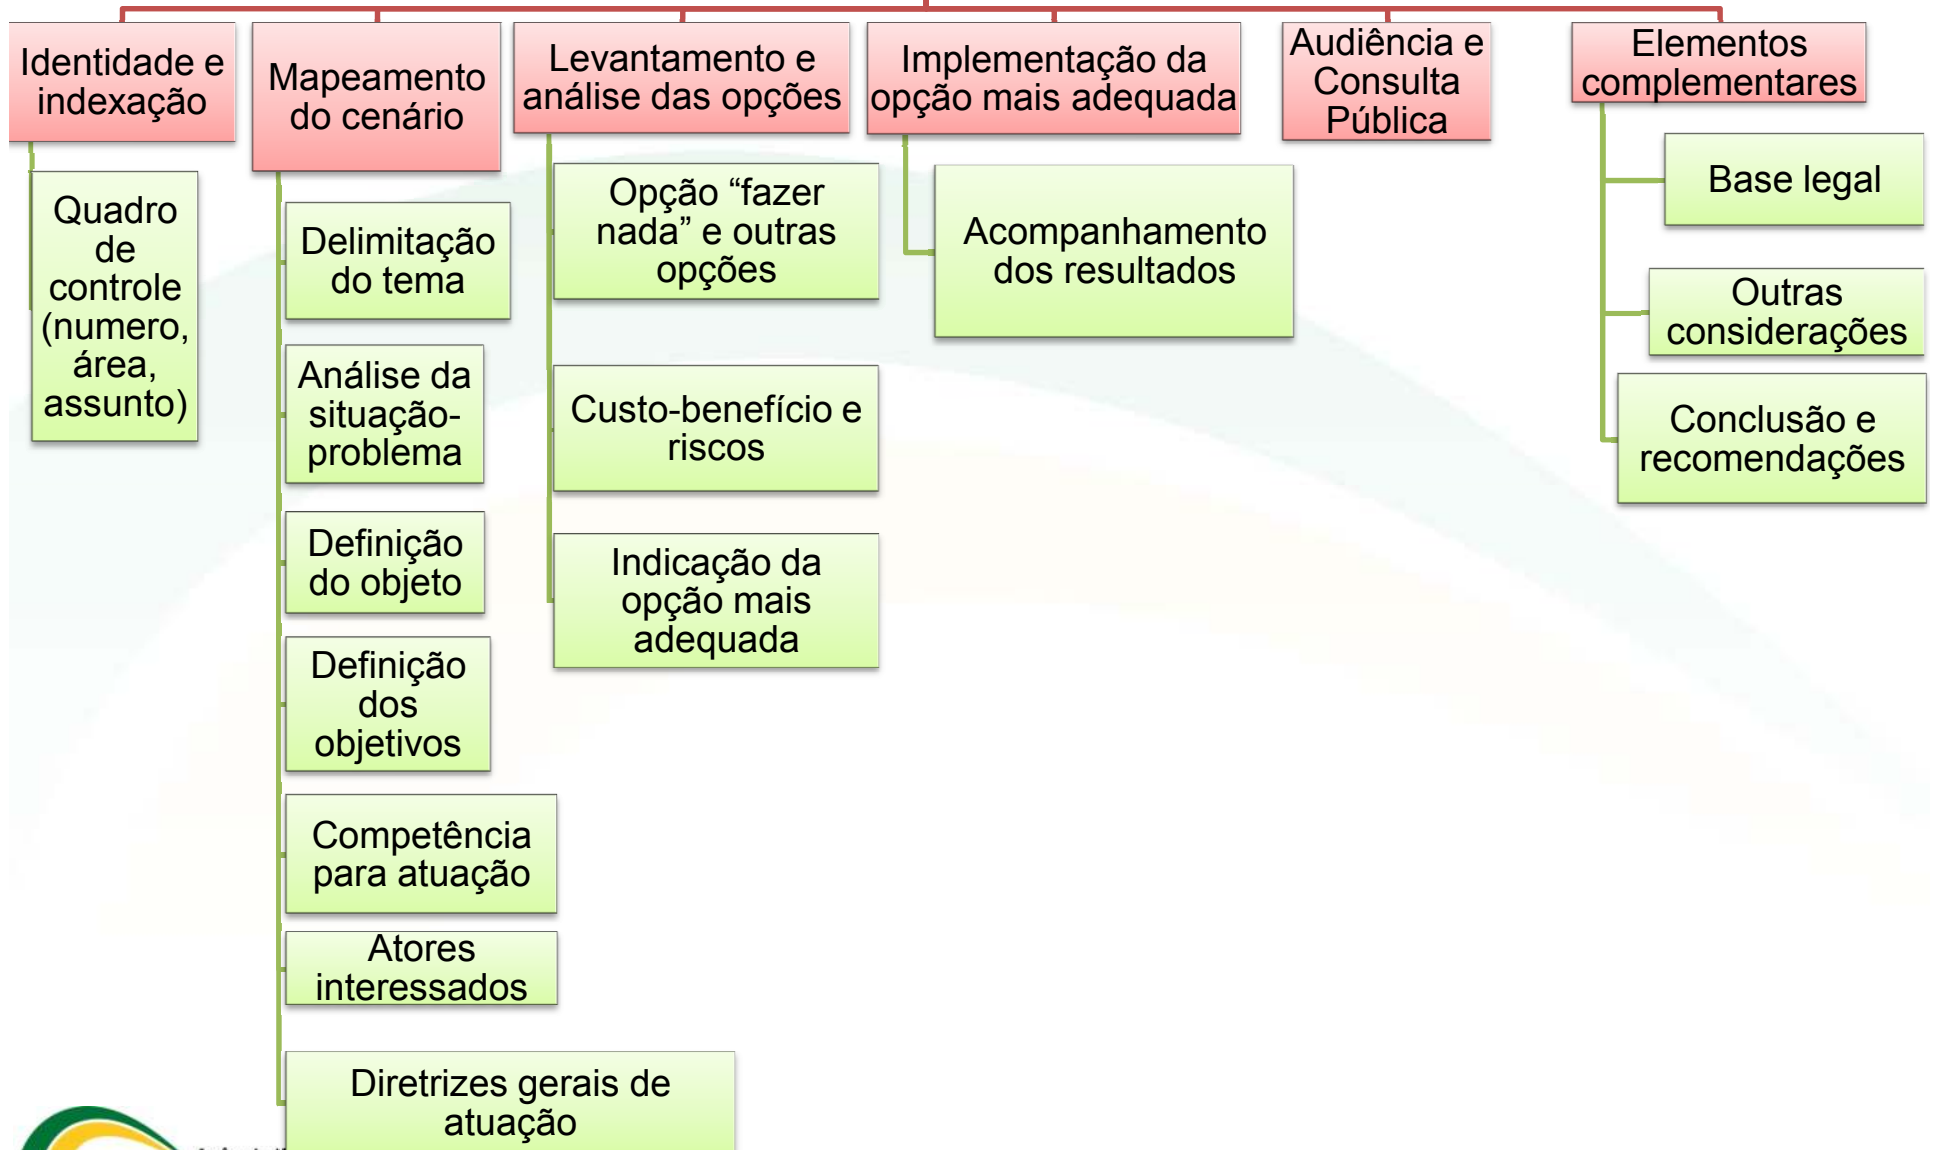 Identidade e
indexação
Quadro
de
controle
(numero,
área,
assunto)
Mapeamento
do cenário
Delimitação
do tema
Análise da
situação-
problema
Definição
do objeto
Definição
dos
objetivos
Competência
para atuação
Atores
interessados
Diretrizes gerais de
atuação
Levantamento e
análise das opções
Opção “fazer
nada” e outras
opções
Custo-benefício e
riscos
Indicação da
opção mais
adequada
Implementação da
opção mais adequada
Acompanhamento
dos resultados
Audiência e
Consulta
Pública
Elementos
complementares
Base legal
Outras
considerações
Conclusão e
recomendações